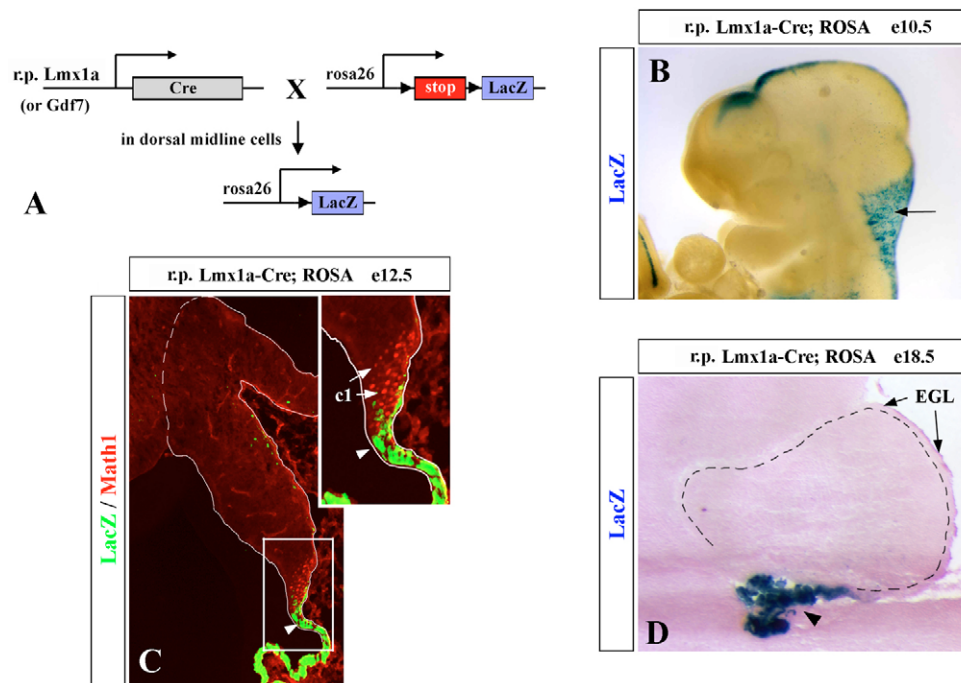 r.p. Lmx1a
(or Gdf7)
Cre
X
rosa26
stop
LacZ
in dorsal midline cells
rosa26
LacZ
A
r.p. Lmx1a-Cre; ROSA e10.5
LacZ
B
r.p. Lmx1a-Cre; ROSA e12.5
LacZ / Math1
c1
C
r.p. Lmx1a-Cre; ROSA e18.5
LacZ
EGL
D